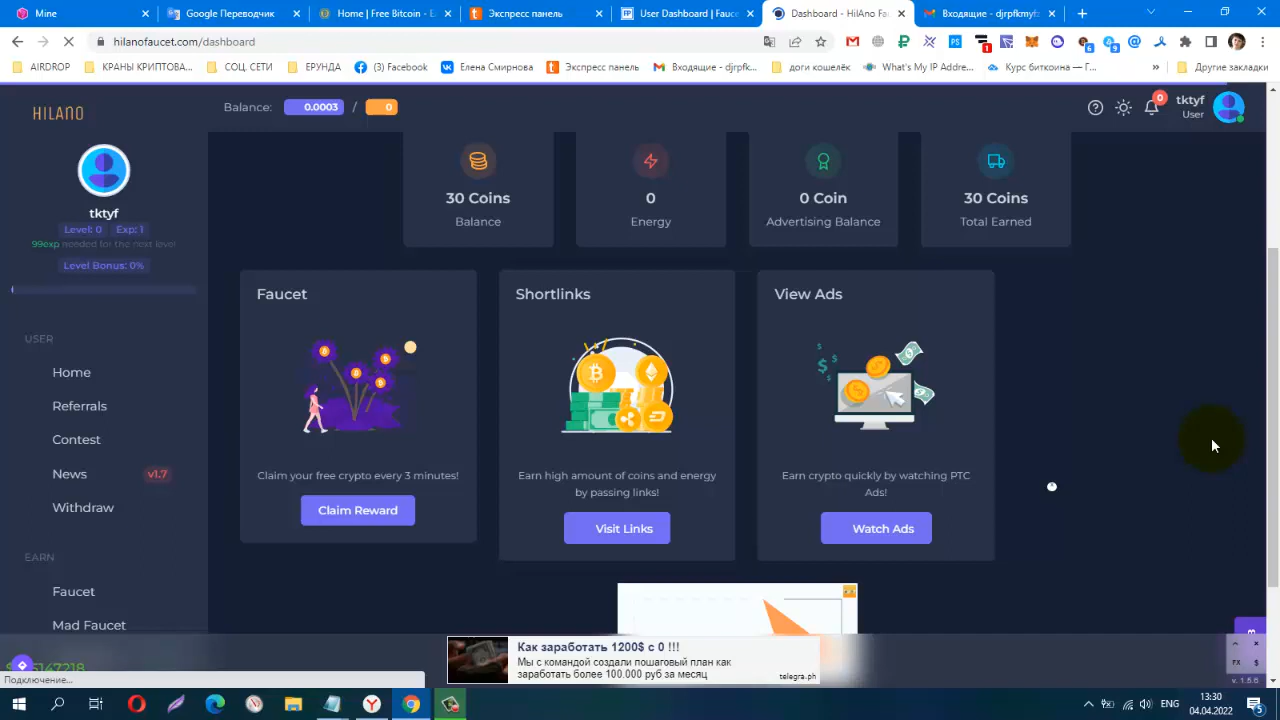 Mine
Google Переводчик
Home | Free Bitcoin - Е
Экспресс панель
User Dashboard | Fauce
Dashboard - HilAno Fa
Входящие - djrpfkmyf
hilanofaucet.com/dashboard
AIRDROP
КРАНЫ КРИПТОВА...
СОЦ. СЕТИ
ЕРУНДА
(3) Facebook
Елена Смирнова
Экспресс панель
Входящие - djrpfk...
доги кошелёк
What's My IP Addre...
Курс биткоина — Г...
»
Другие закладки
HILANO
Balance: 0.0003 / 0
0
tktyf
User
tktyf
Level: 0 Exp: 1
99exp needed for the next level
Level Bonus: 0%
30 Coins
Balance
0
Energy
0 Coin
Advertising Balance
30 Coins
Total Earned
USER
Home
Referrals
Contest
News v1.7
Withdraw
EARN
Faucet
Mad Faucet
Faucet
Claim your free crypto every 3 minutes!
Claim Reward
Shortlinks
Earn high amount of coins and energy
by passing links!
Visit Links
View Ads
Earn crypto quickly by watching PTC
Ads!
Watch Ads
Как заработать 1200$ с 0 !!!
Мы с командой создали пошаговый план как
заработать более 100.000 руб за месяц
telegra.ph
FX $
v. 1.5.6
Подключение...
ENG
13:30
04.04.2022